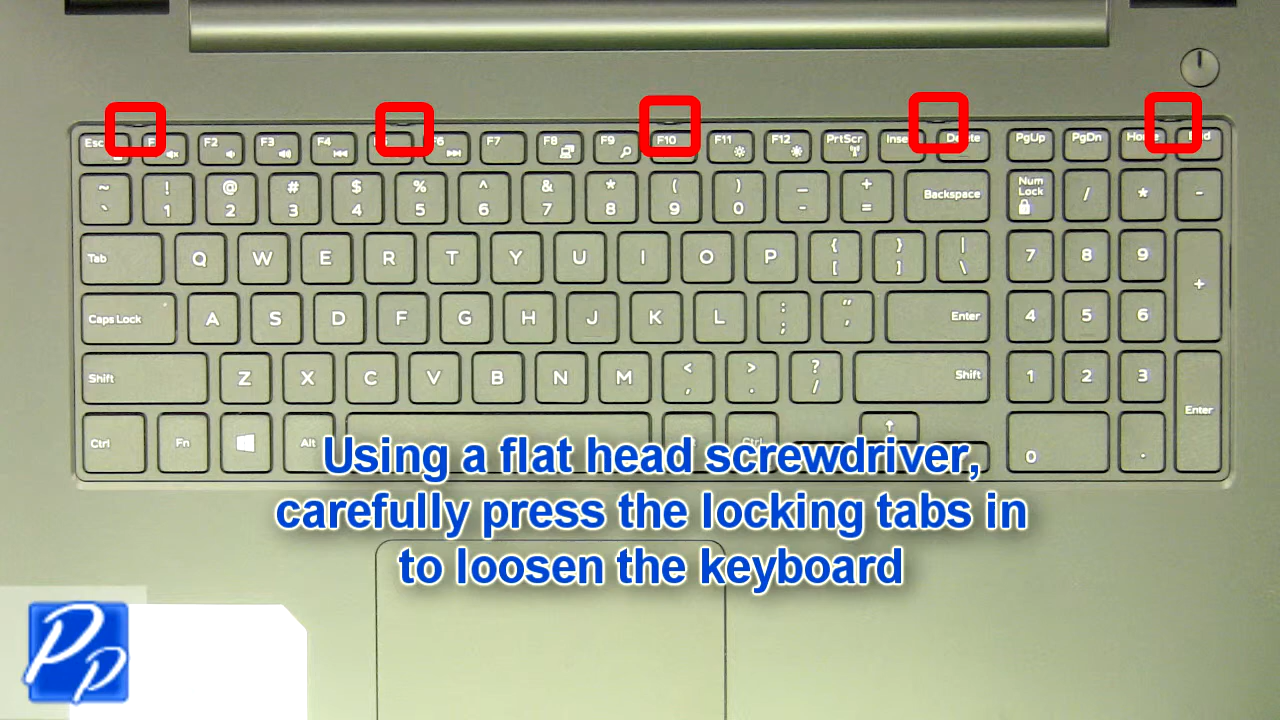 Esc F2 F3 F4 F6 F7 F8 F9 F10 F11 F12 PrtScr Delete PgUp PgDn
~ ! @ # $ % ^ & * ( ) _ + Backspace Num Lock / * -
` 1 2 3 4 5 6 7 8 9 0 - =
Tab Q W E R T Y U I O P { } | 7 8 9 +
[ ] \
Caps Lock A S D F G H J K L : " Enter 4 5 6
; '
Shift Z X C V B N M < > ? Shift 1 2 3
, . /
Ctrl Fn Alt 0 . Enter
Using a flat head screwdriver,
carefully press the locking tabs in
to loosen the keyboard
PP